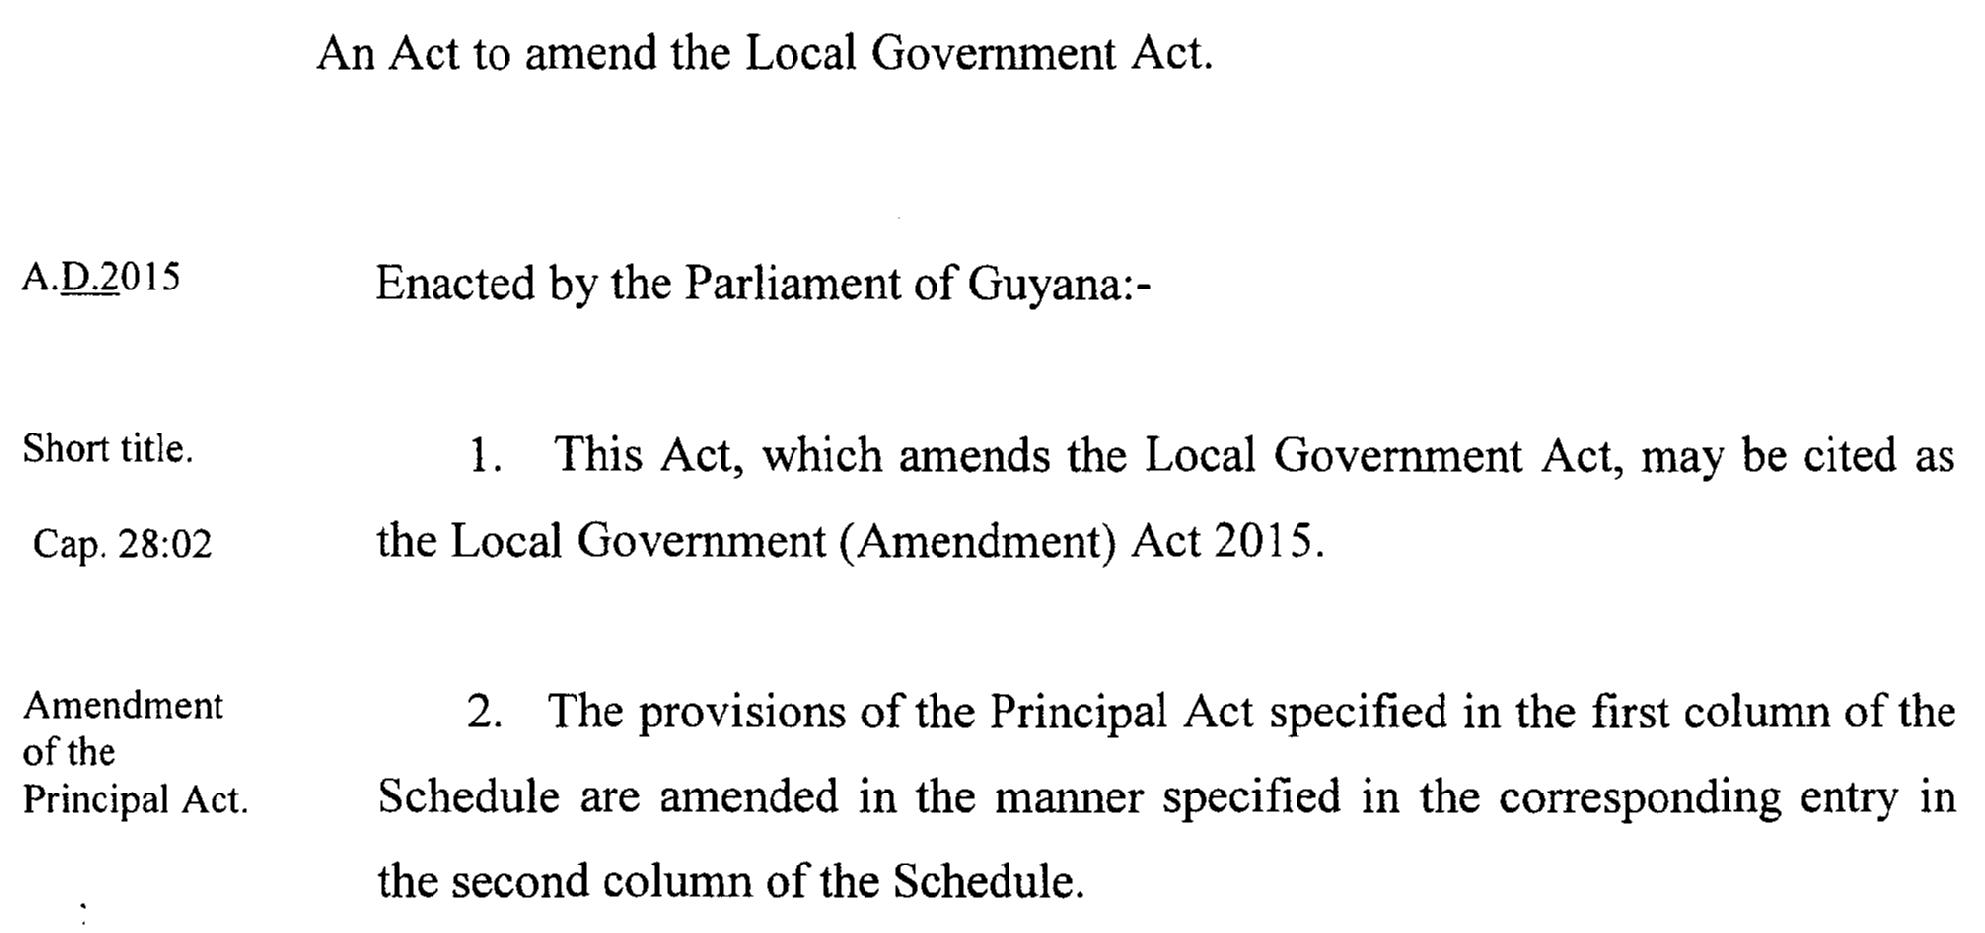 An Act to amend the Local Government Act.
A.D.2015
Enacted by the Parliament of Guyana:-
Short title.
1. This Act, which amends the Local Government Act, may be cited as
Cap. 28:02
the Local Government (Amendment) Act 2015.
Amendment
of the
Principal Act.
2. The provisions of the Principal Act specified in the first column of the
Schedule are amended in the manner specified in the corresponding entry in
the second column of the Schedule.